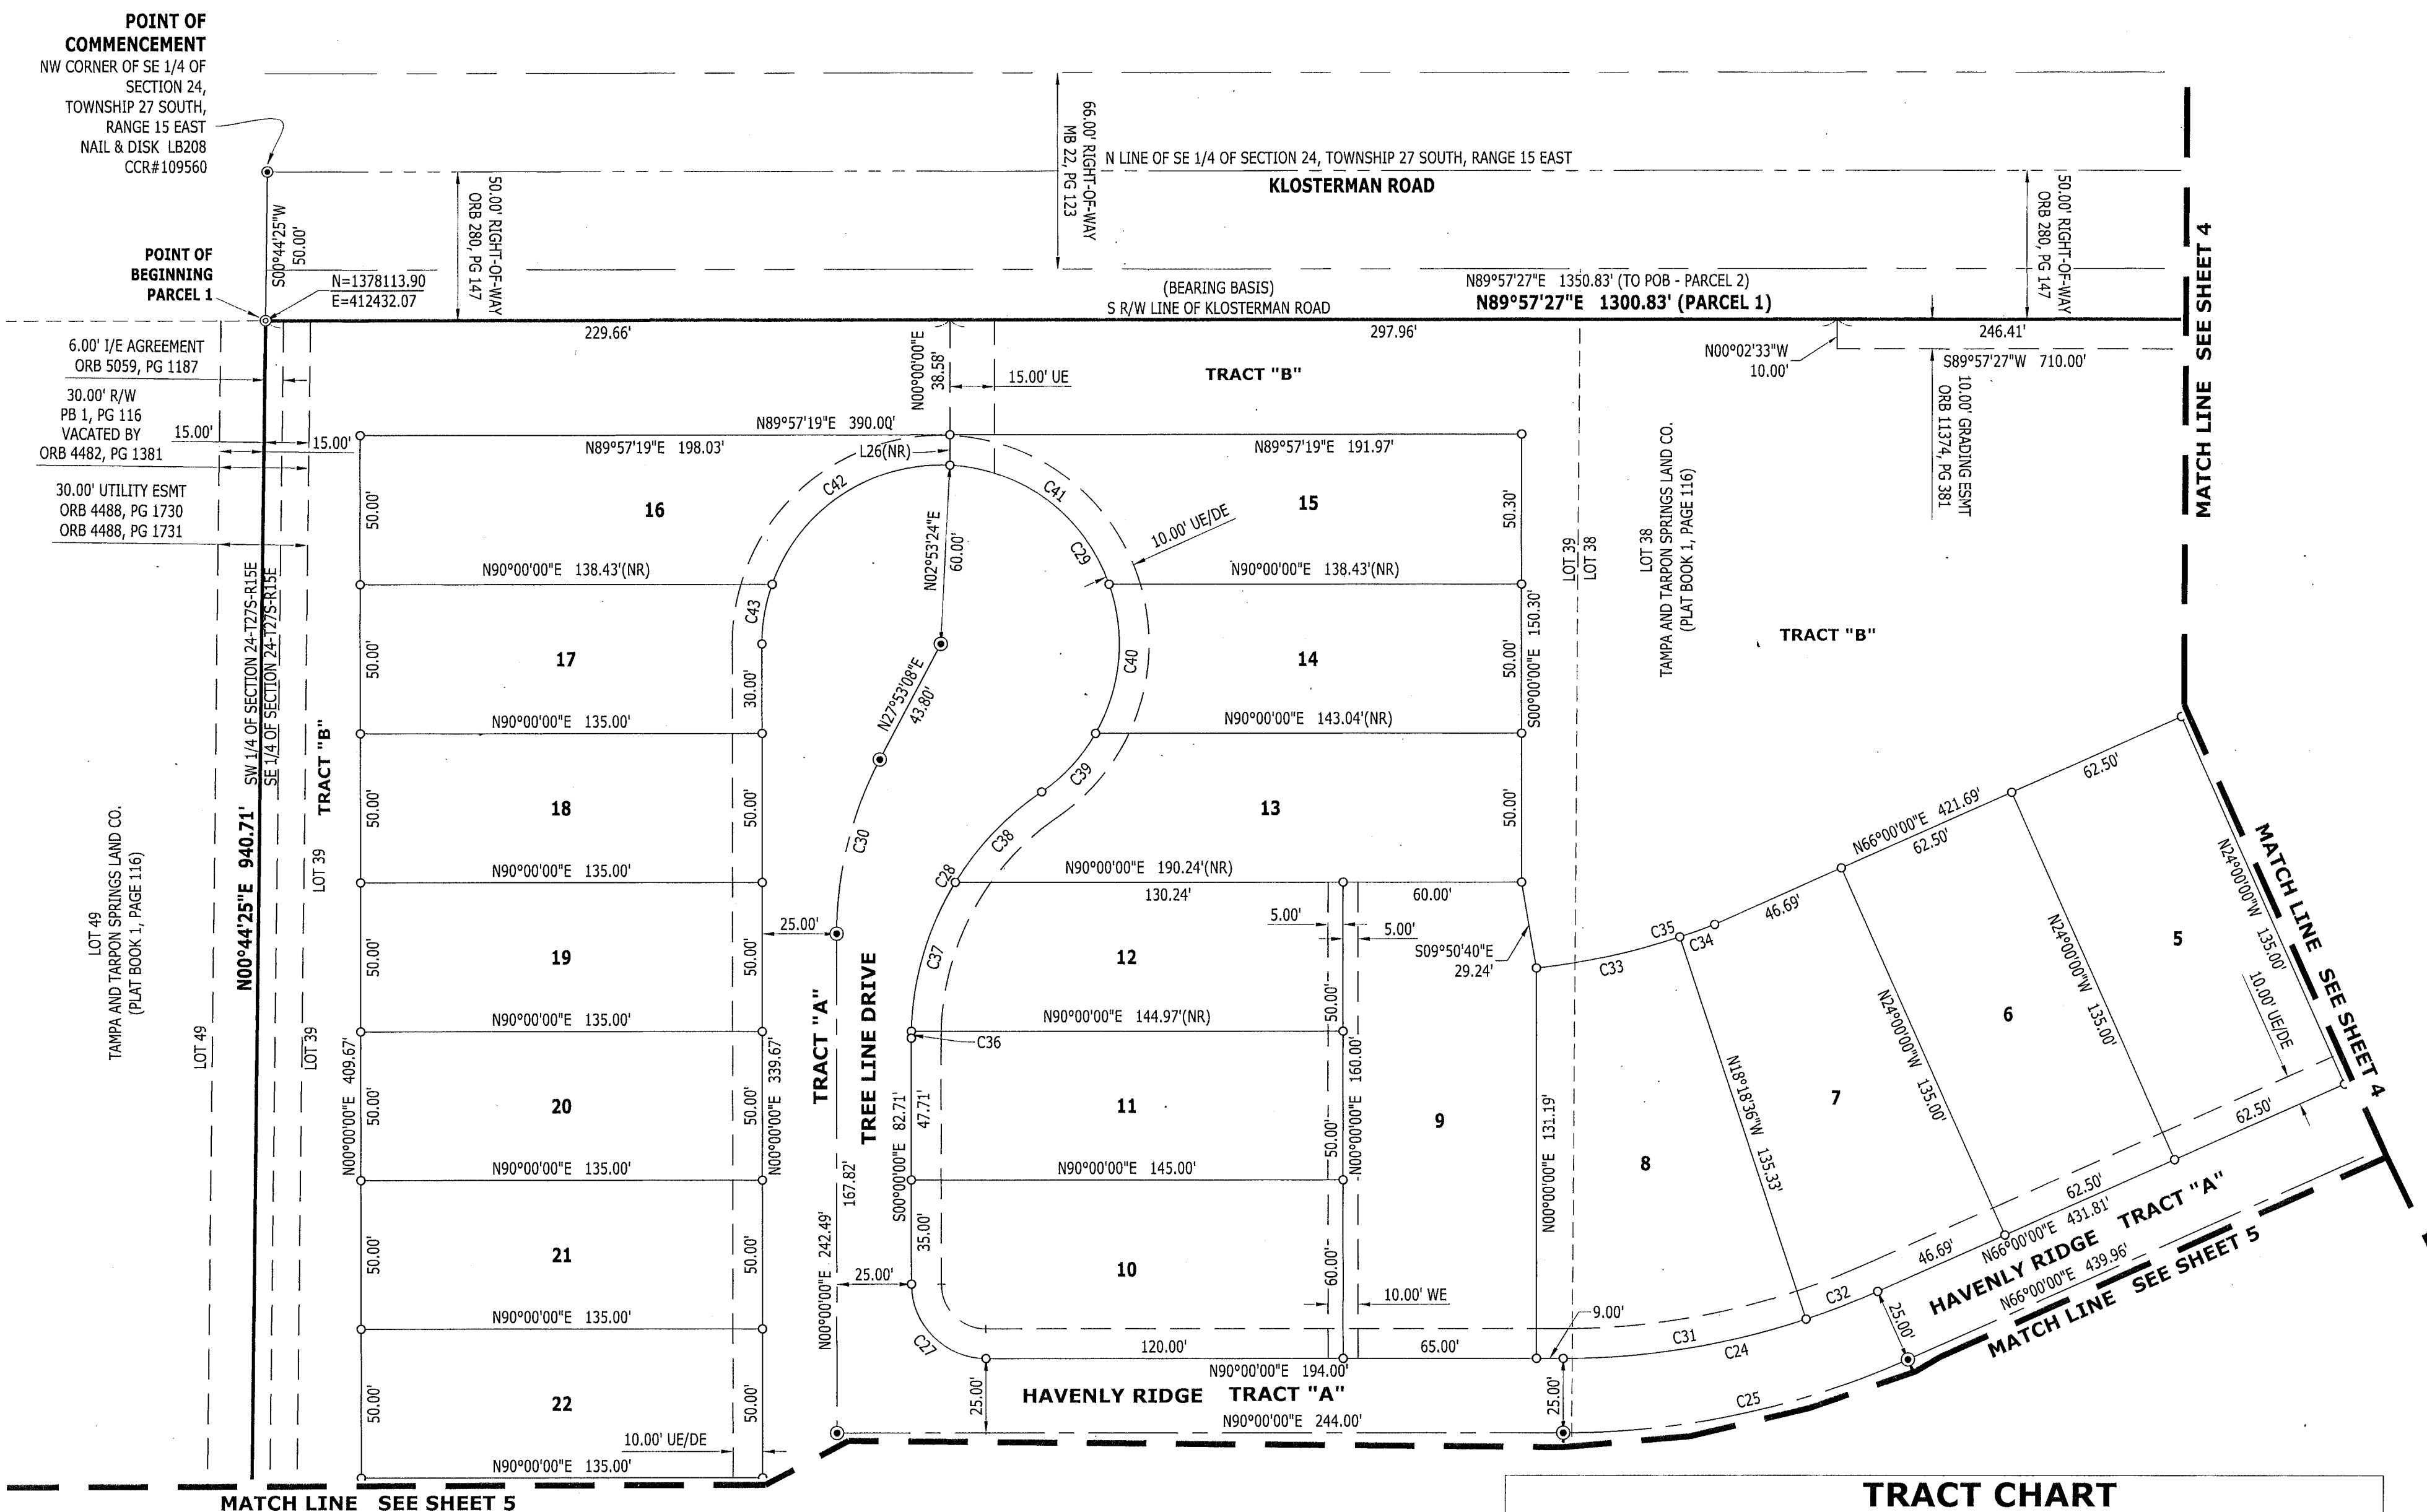 POINT OF
COMMENCEMENT
NW CORNER OF SE 1/4 OF
SECTION 24,
TOWNSHIP 27 SOUTH,
RANGE 15 EAST
NAIL & DISK LB208
CCR#109560
S00°44'25"W
50.00'
POINT OF
BEGINNING
PARCEL 1
N=1378113.90
E=412432.07
50.00' RIGHT-OF-WAY
ORB 280, PG 147
66.00' RIGHT-OF-WAY
MB 22, PG 123
N LINE OF SE 1/4 OF SECTION 24, TOWNSHIP 27 SOUTH, RANGE 15 EAST
KLOSTERMAN ROAD
50.00' RIGHT-OF-WAY
ORB 280, PG 147
(BEARING BASIS)
S R/W LINE OF KLOSTERMAN ROAD
N89°57'27"E 1350.83' (TO POB - PARCEL 2)
N89°57'27"E 1300.83' (PARCEL 1)
MATCH LINE SEE SHEET 4
229.66'
297.96'
246.41'
N00°02'33"W
10.00'
S89°57'27"W 710.00'
10.00' GRADING ESMT
ORB 11374, PG 381
6.00' I/E AGREEMENT
ORB 5059, PG 1187
30.00' R/W
PB 1, PG 116
VACATED BY
ORB 4482, PG 1381
15.00'
15.00'
30.00' UTILITY ESMT
ORB 4488, PG 1730
ORB 4488, PG 1731
N00°00'00"E
38.58'
15.00' UE
TRACT "B"
N89°57'19"E 390.00'
N89°57'19"E 198.03'
L26(NR)
N89°57'19"E 191.97'
50.00'
16
C42
C41
15
50.30'
10.00' UE/DE
C29
N02°53'24"E
60.00'
N90°00'00"E 138.43'(NR)
N90°00'00"E 138.43'(NR)
LOT 39
LOT 38
LOT 38
TAMPA AND TARPON SPRINGS LAND CO.
(PLAT BOOK 1, PAGE 116)
TRACT "B"
SW 1/4 OF SECTION 24-T27S-R15E
SE 1/4 OF SECTION 24-T27S-R15E
C43
50.00'
17
30.00'
N27°53'08"E
43.80'
C40
14
50.00'
S00°00'00"E 150.30'
N90°00'00"E 135.00'
N90°00'00"E 143.04'(NR)
TRACT "B"
LOT 39
N00°44'25"E 940.71'
LOT 49
TAMPA AND TARPON SPRINGS LAND CO.
(PLAT BOOK 1, PAGE 116)
50.00'
18
50.00'
C30
C39
C38
13
50.00'
N90°00'00"E 135.00'
C28
N90°00'00"E 190.24'(NR)
130.24'
60.00'
5.00'
5.00'
S09°50'40"E
29.24'
62.50'
N66°00'00"E 421.69'
62.50'
46.69'
C35
C34
C33
50.00'
19
50.00'
25.00'
C37
12
50.00'
N90°00'00"E 135.00'
N90°00'00"E 144.97'(NR)
C36
TRACT "A"
TREE LINE DRIVE
LOT 49
LOT 39
N00°00'00"E 409.67'
50.00'
20
50.00'
N00°00'00"E 339.67'
S00°00'00"E 82.71'
47.71'
11
50.00'
N00°00'00"E 160.00'
9
N00°00'00"E 131.19'
8
N18°18'36"W 135.33'
7
N24°00'00"W 135.00'
6
N24°00'00"W 135.00'
5
N24°00'00"W 135.00'
10.00' UE/DE
MATCH LINE SEE SHEET 4
N90°00'00"E 135.00'
N90°00'00"E 145.00'
167.82'
N00°00'00"E 242.49'
50.00'
21
50.00'
35.00'
25.00'
10
60.00'
10.00' WE
9.00'
C31
C24
C32
46.69'
62.50'
62.50'
N66°00'00"E 431.81'
HAVENLY RIDGE TRACT "A"
N66°00'00"E 439.96'
MATCH LINE SEE SHEET 5
25.00'
N90°00'00"E 135.00'
C27
120.00'
65.00'
N90°00'00"E 194.00'
50.00'
22
50.00'
25.00'
HAVENLY RIDGE TRACT "A"
25.00'
C25
N90°00'00"E 244.00'
10.00' UE/DE
N90°00'00"E 135.00'
MATCH LINE SEE SHEET 5
TRACT CHART